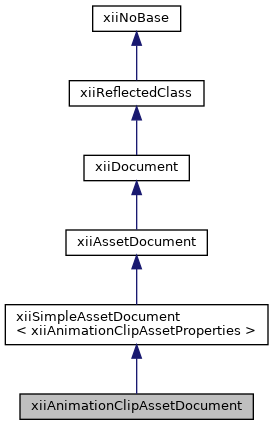 xiiNoBase
xiiReflectedClass
xiiDocument
xiiAssetDocument
xiiSimpleAssetDocument
< xiiAnimationClipAssetProperties >
xiiAnimationClipAssetDocument